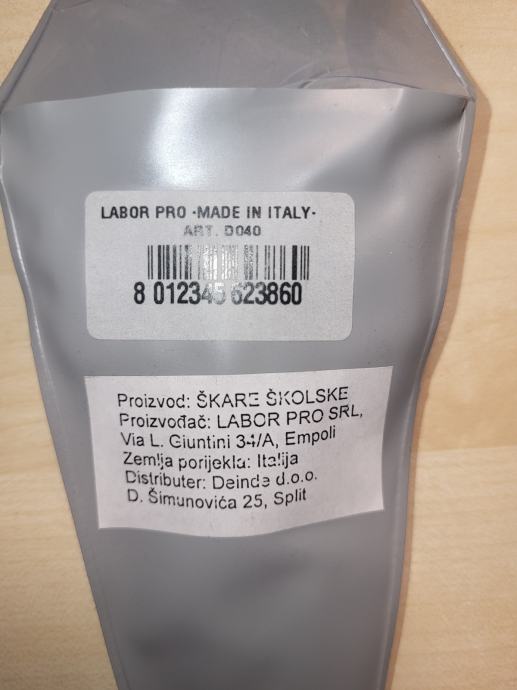 LABOR PRO -MADE IN ITALY-
ART. D040
8 012345 623860
Proizvod: ŠKARE ŠKOLSKE
Proizvođač: LABOR PRO SRL,
Via L. Giuntini 34/A, Empoli
Zemlja porijekla: Italija
Distributer: Deinde d.o.o.
D. Šimunovića 25, Split